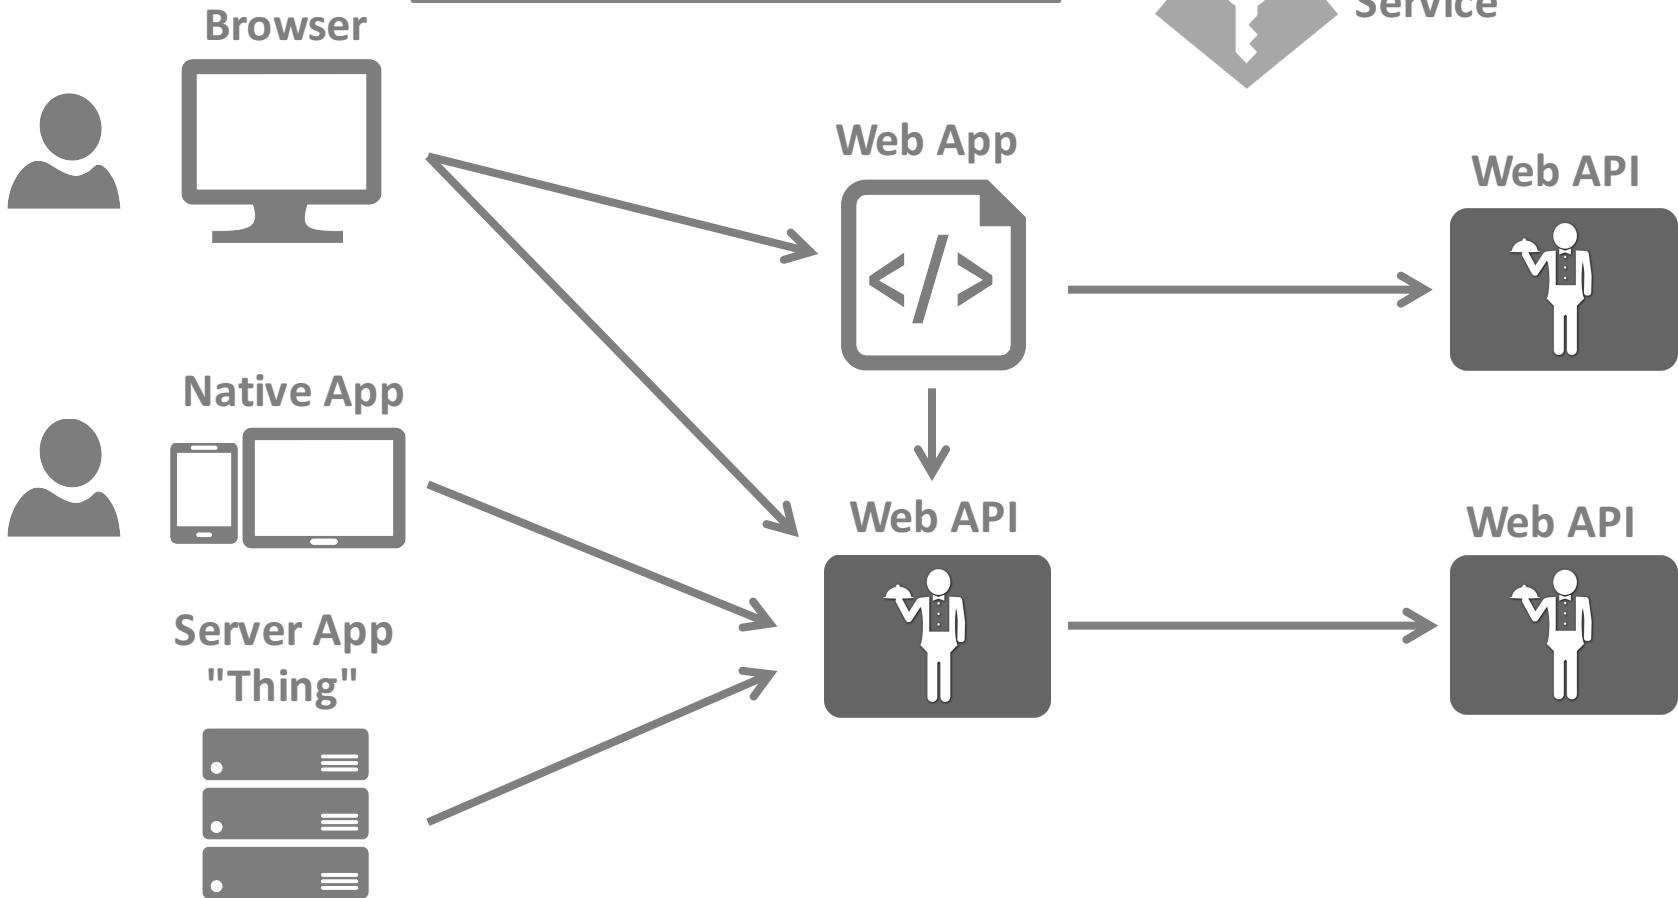 Browser
Service
Web App
</>
Web API
Native App
Web API
Web API
Server App
"Thing"